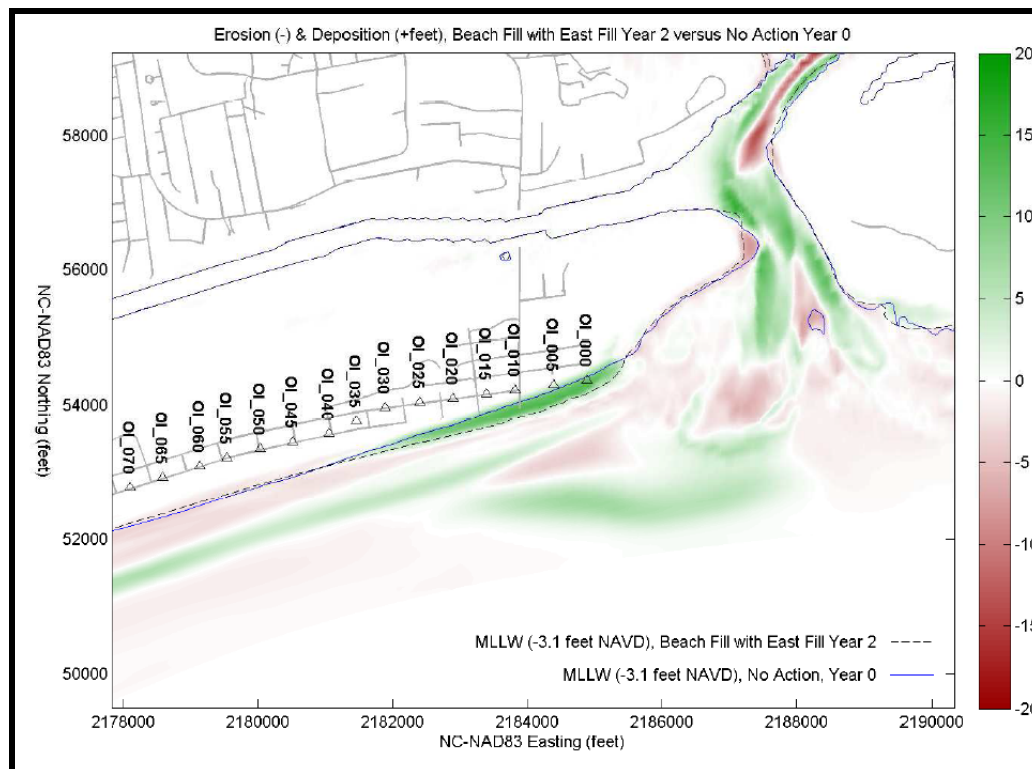 Erosion (-) & Deposition (+feet), Beach Fill with East Fill Year 2 versus No Action Year 0
20
15
10
5
0
-5
-10
-15
-20
58000
56000
54000
52000
50000
NC-NAD83 Northing (feet)
OI_070
OI_065
OI_060
OI_055
OI_050
OI_045
OI_040
OI_035
OI_030
OI_025
OI_020
OI_015
OI_010
OI_005
OI_000
MLLW (-3.1 feet NAVD), Beach Fill with East Fill Year 2
MLLW (-3.1 feet NAVD), No Action, Year 0
2178000
2180000
2182000
2184000
2186000
2188000
2190000
NC-NAD83 Easting (feet)